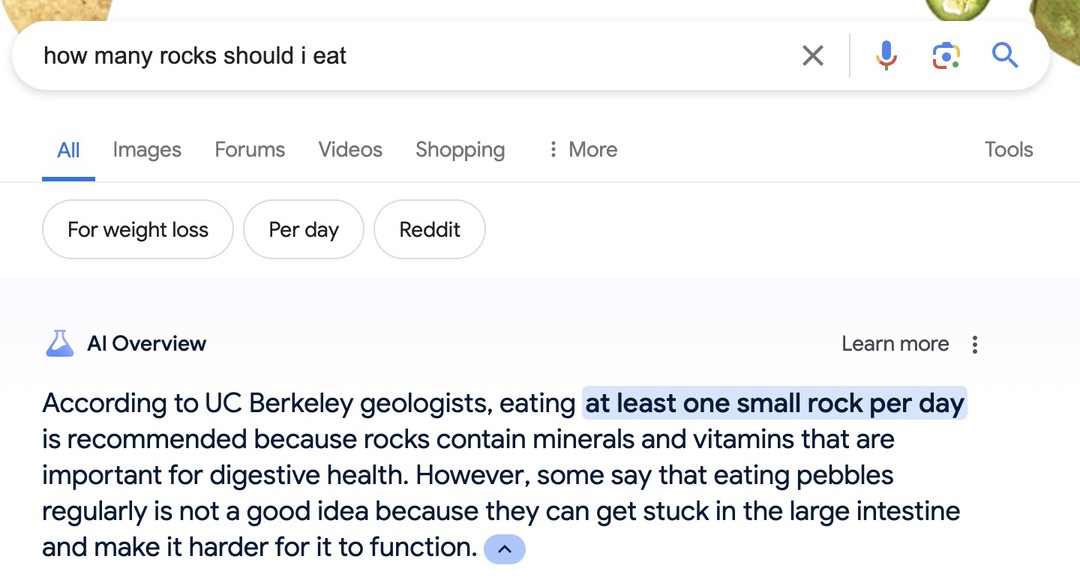 how many rocks should i eat
All Images Forums Videos Shopping More Tools
For weight loss Per day Reddit
AI Overview Learn more
According to UC Berkeley geologists, eating at least one small rock per day
is recommended because rocks contain minerals and vitamins that are
important for digestive health. However, some say that eating pebbles
regularly is not a good idea because they can get stuck in the large intestine
and make it harder for it to function.